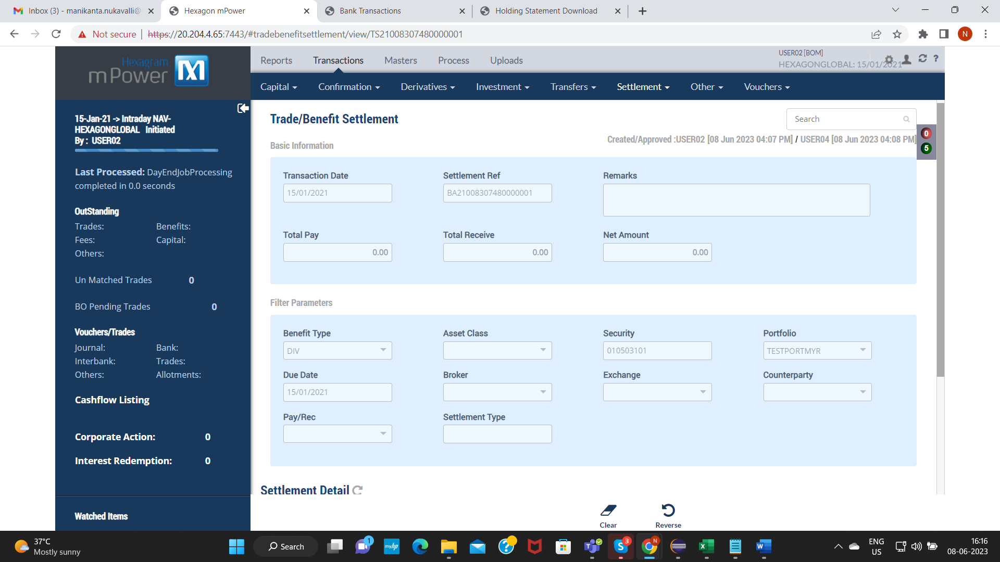 Inbox (3) - manikanta.nukavalli@
Hexagon mPower
Bank Transactions
Holding Statement Download
Not secure
https://20.204.4.65:7443/#tradebenefitsettlement/view/TS21008307480000001
N
Hexagram
mPower
Reports
Transactions
Masters
Process
Uploads
USER02 [BOM]
HEXAGONGLOBAL: 15/01/2021
?
Capital
Confirmation
Derivatives
Investment
Transfers
Settlement
Other
Vouchers
15-Jan-21 -> Intraday NAV-
HEXAGONGLOBAL Initiated
By : USER02
Last Processed: DayEndJobProcessing
completed in 0.0 seconds
OutStanding
Trades: Benefits:
Fees: Capital:
Others:
Un Matched Trades 0
BO Pending Trades 0
Vouchers/Trades
Journal: Bank:
Interbank: Trades:
Others: Allotments:
Cashflow Listing
Corporate Action: 0
Interest Redemption: 0
Watched Items
Trade/Benefit Settlement
Search
Created/Approved :USER02 [08 Jun 2023 04:07 PM] / USER04 [08 Jun 2023 04:08 PM]
0
5
Basic Information
Transaction Date Settlement Ref Remarks
15/01/2021 BA21008307480000001
Total Pay Total Receive Net Amount
0.00 0.00 0.00
Filter Parameters
Benefit Type Asset Class Security Portfolio
DIV 010503101 TESTPORTMYR
Due Date Broker Exchange Counterparty
15/01/2021
Pay/Rec Settlement Type
Settlement Detail
Clear Reverse
37°C
Mostly sunny
Search
1
myhp
3
N
ENG
US
16:16
08-06-2023